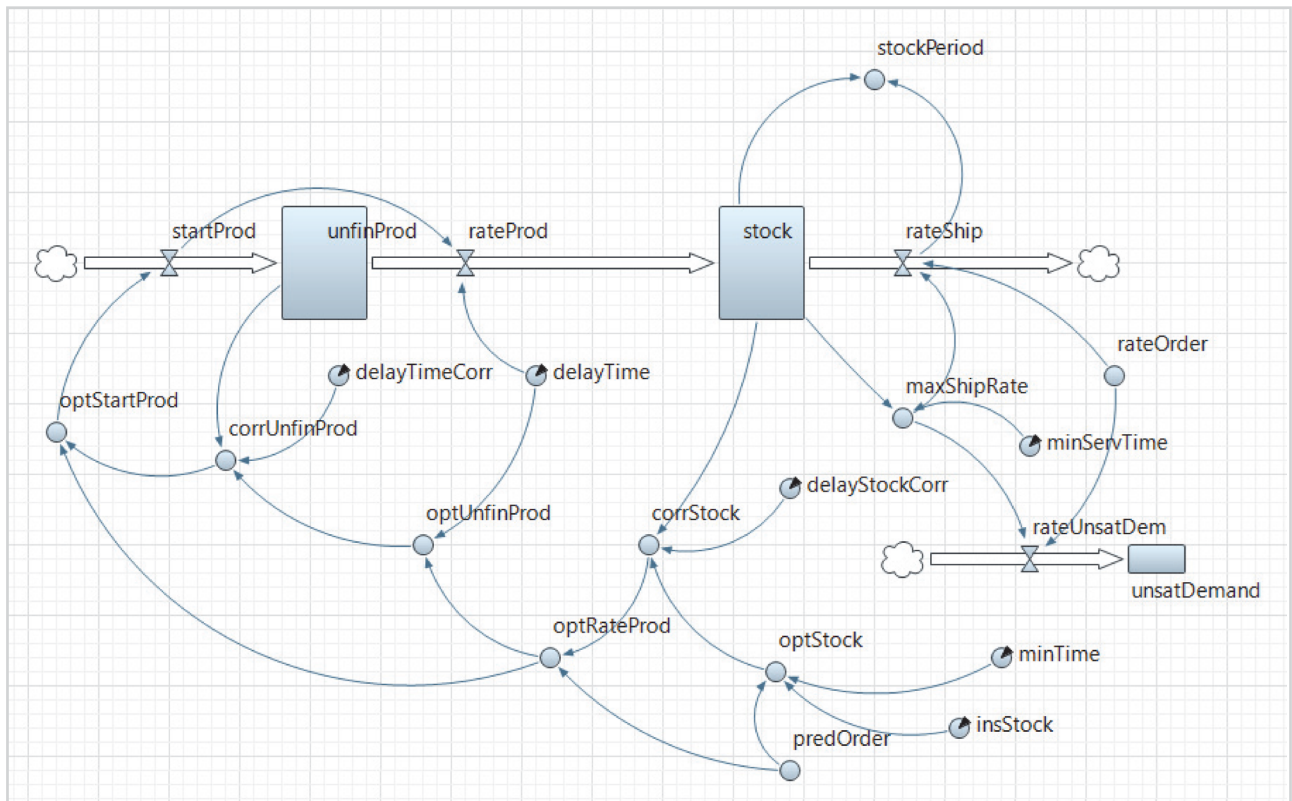 stockPeriod
startProd
unfinProd
rateProd
stock
rateShip
rateOrder
delayTimeCorr
delayTime
maxShipRate
optStartProd
corrUnfinProd
minServTime
delayStockCorr
optUnfinProd
corrStock
rateUnsatDem
unsatDemand
optRateProd
optStock
minTime
insStock
predOrder